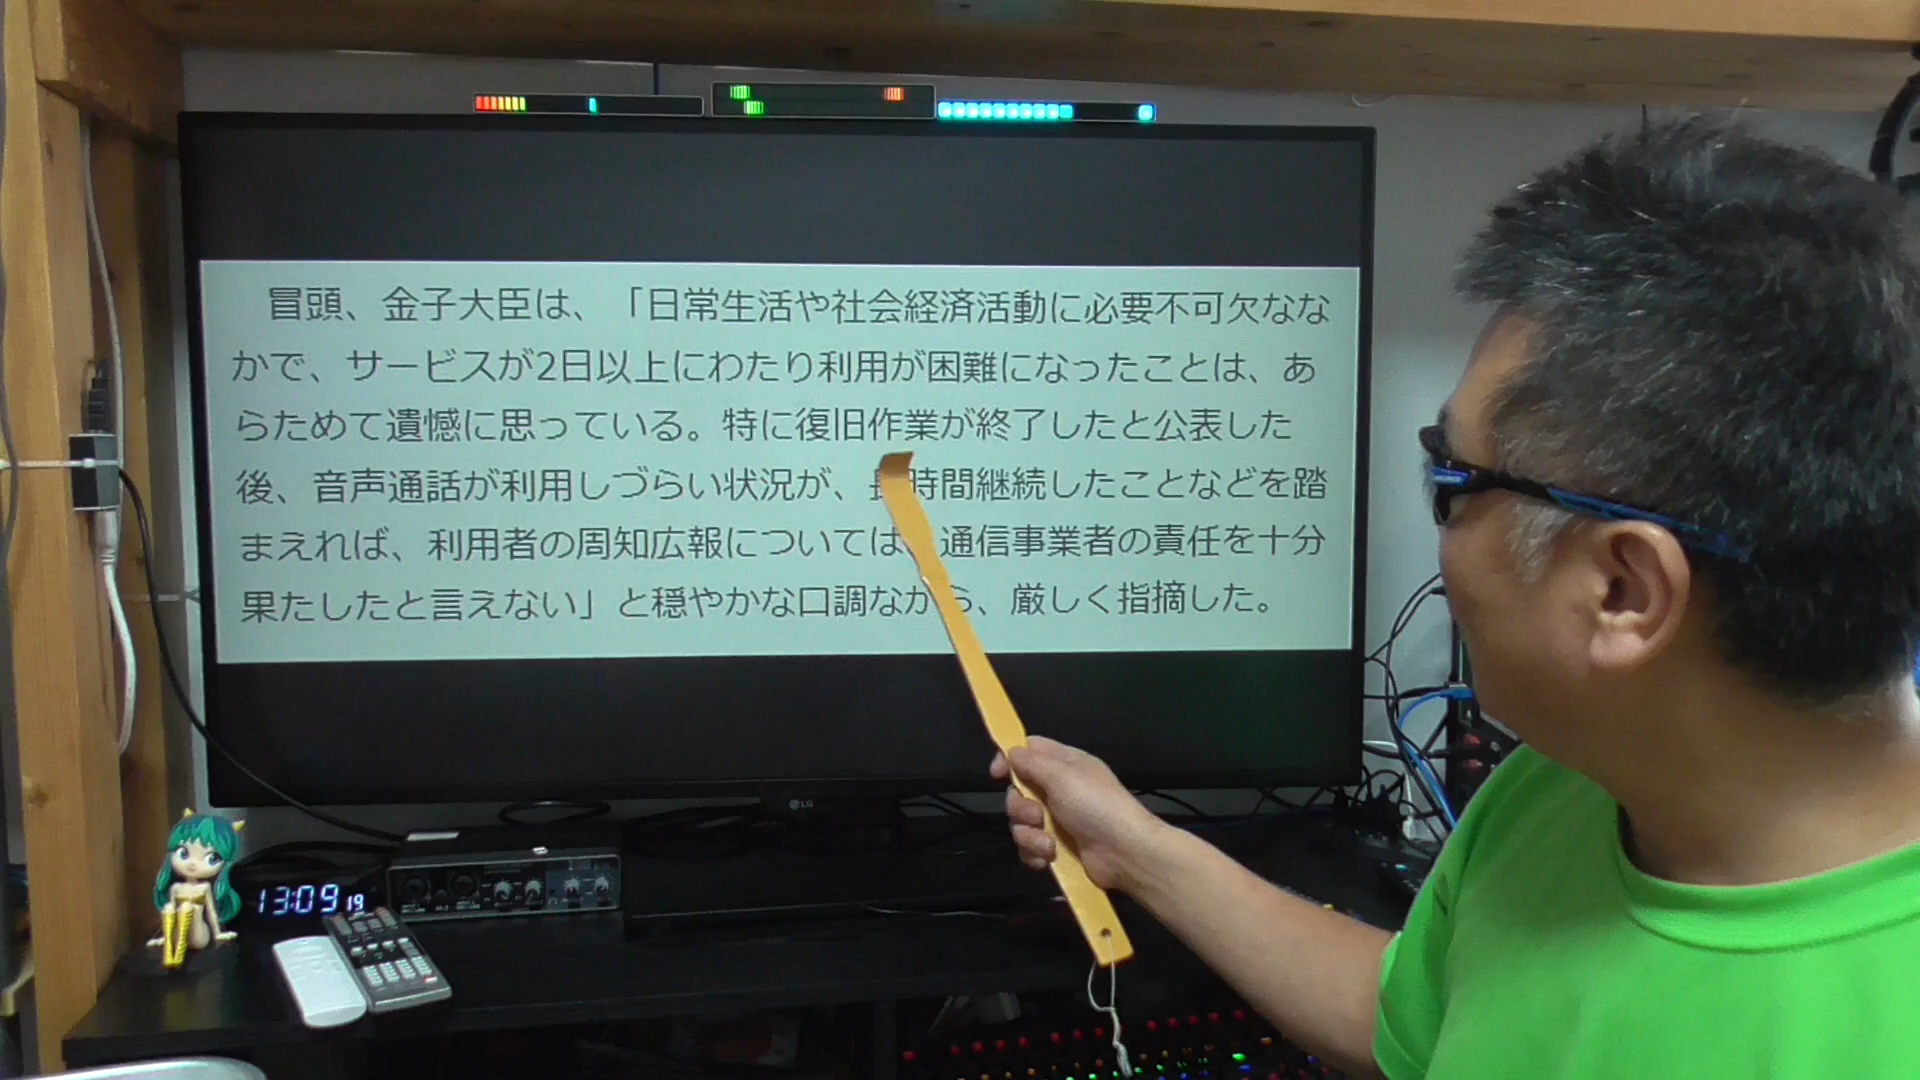 冒頭、金子大臣は、「日常生活や社会経済活動に必要不可欠なな
かで、サービスが2日以上にわたり利用が困難になったことは、あ
らためて遺憾に思っている。特に復旧作業が終了したと公表した
後、音声通話が利用しづらい状況が、長時間継続したことなどを踏
まえれば、利用者の周知広報については、通信事業者の責任を十分
果たしたと言えない」と穏やかな口調ながら、厳しく指摘した。
LG
13:09 19